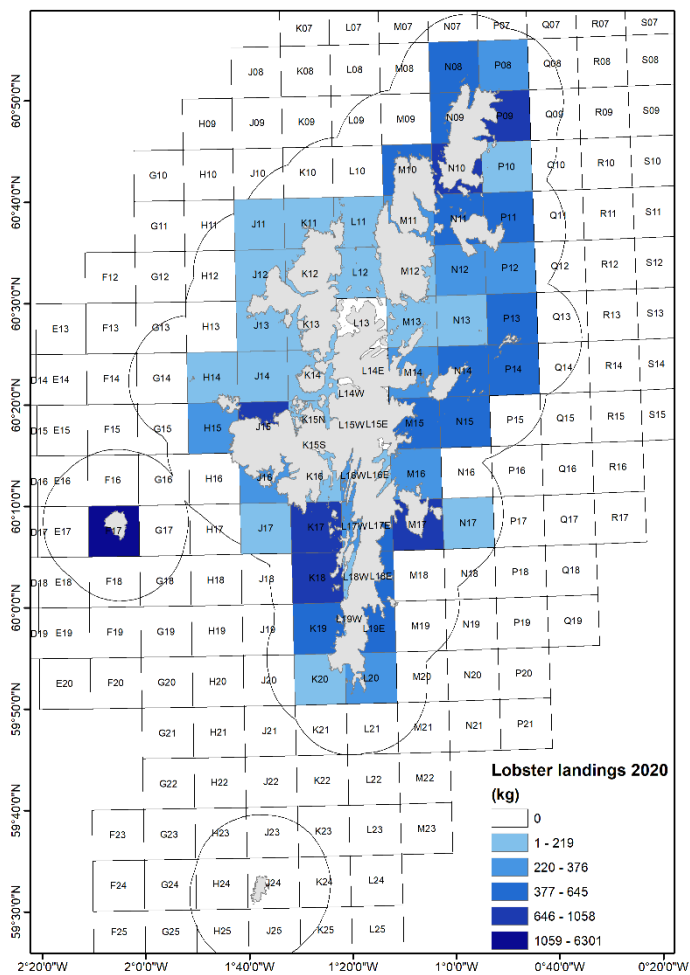 K07 L07 M07 N07 P07 Q07 R07 S07
J08 K08 L08 M08 N08 P08 Q08 R08 S08
60°50'0"N
H09 J09 K09 L09 M09 N09 P09 Q09 R09 S09
G10 H10 J10 K10 L10 M10 N10 P10 Q10 R10 S10
60°40'0"N
G11 H11 J11 K11 L11 M11 N11 P11 Q11 R11 S11
F12 G12 H12 J12 K12 L12 M12 N12 P12 Q12 R12 S12
60°30'0"N
E13 F13 G13 H13 J13 K13 L13 M13 N13 P13 Q13 R13 S13
D14 E14 F14 G14 H14 J14 K14 L14E M14 N14 P14 Q14 R14 S14
L14W
60°20'0"N
D15 E15 F15 G15 H15 J15 K15N L15W L15E M15 N15 P15 Q15 R15 S15
K15S
D16 E16 F16 G16 H16 J16 K16 L16W L16E M16 N16 P16 Q16 R16
60°10'0"N
D17 E17 F17 G17 H17 J17 K17 L17W L17E M17 N17 P17 Q17 R17
D18 E18 F18 G18 H18 J18 K18 L18W L18E M18 N18 P18 Q18
60°0'0"N
D19 E19 F19 G19 H19 J19 K19 L19W L19E M19 N19 P19 Q19
E20 F20 G20 H20 J20 K20 L20 M20 N20 P20
59°50'0"N
G21 H21 J21 K21 L21 M21 N21 P21
G22 H22 J22 K22 L22 M22
59°40'0"N
F23 G23 H23 J23 K23 L23 M23
F24 G24 H24 J24 K24 L24
59°30'0"N
F25 G25 H25 J25 K25 L25
Lobster landings 2020
(kg)
0
1 - 219
220 - 376
377 - 645
646 - 1058
1059 - 6301
2°20'0"W 2°0'0"W 1°40'0"W 1°20'0"W 1°0'0"W 0°40'0"W 0°20'0"W